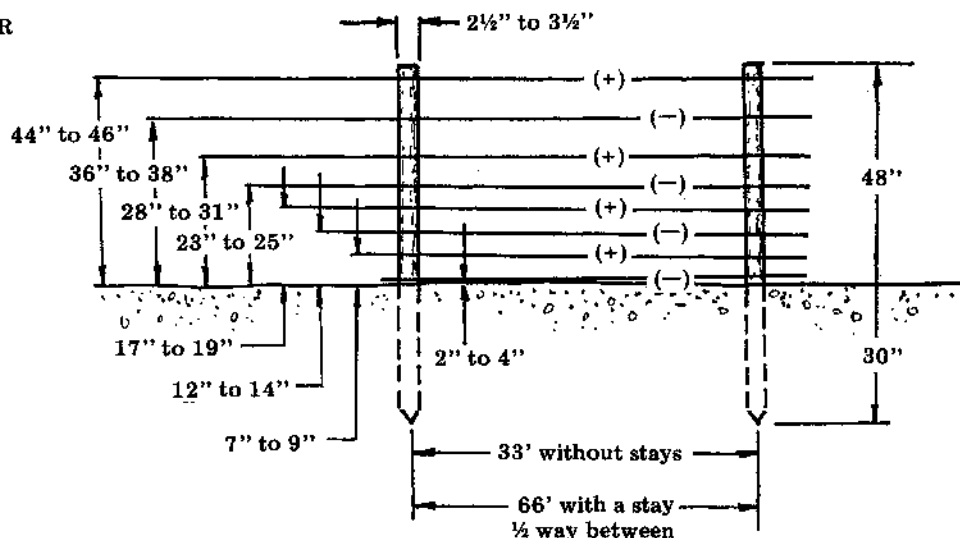 R
2½” to 3½”
(+)
(—)
(+)
(—)
(+)
(—)
(+)
(—)
44” to 46”
36” to 38”
28” to 31”
23” to 25”
17” to 19”
12” to 14”
7” to 9”
2” to 4”
48”
30”
33’ without stays
66’ with a stay
½ way between